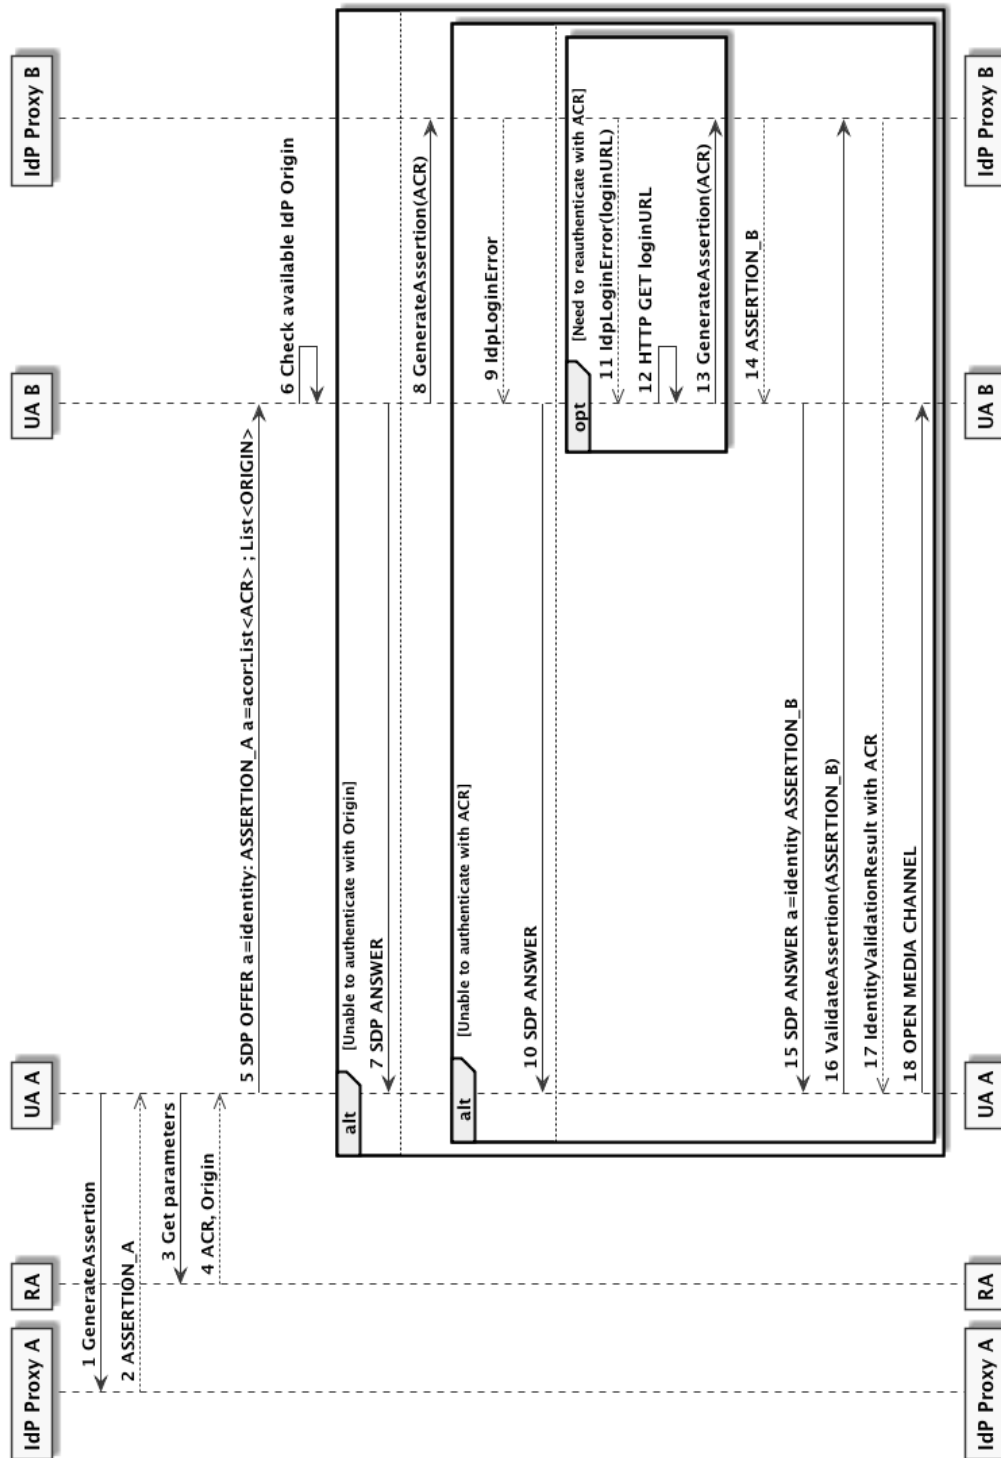 IdP Proxy A
RA
UA A
UA B
IdP Proxy B
1 GenerateAssertion
2 ASSERTION_A
3 Get parameters
4 ACR, Origin
5 SDP OFFER a=identity: ASSERTION_A a=acor:List<ACR> ; List<ORIGIN>
6 Check available IdP Origin
alt
[Unable to authenticate with Origin]
7 SDP ANSWER
8 GenerateAssertion(ACR)
alt
[Unable to authenticate with ACR]
9 IdpLoginError
10 SDP ANSWER
opt
[Need to reauthenticate with ACR]
11 IdpLoginError(loginURL)
12 HTTP GET loginURL
13 GenerateAssertion(ACR)
14 ASSERTION_B
15 SDP ANSWER a=identity ASSERTION_B
16 ValidateAssertion(ASSERTION_B)
17 IdentityValidationResult with ACR
18 OPEN MEDIA CHANNEL
IdP Proxy A
RA
UA A
UA B
IdP Proxy B